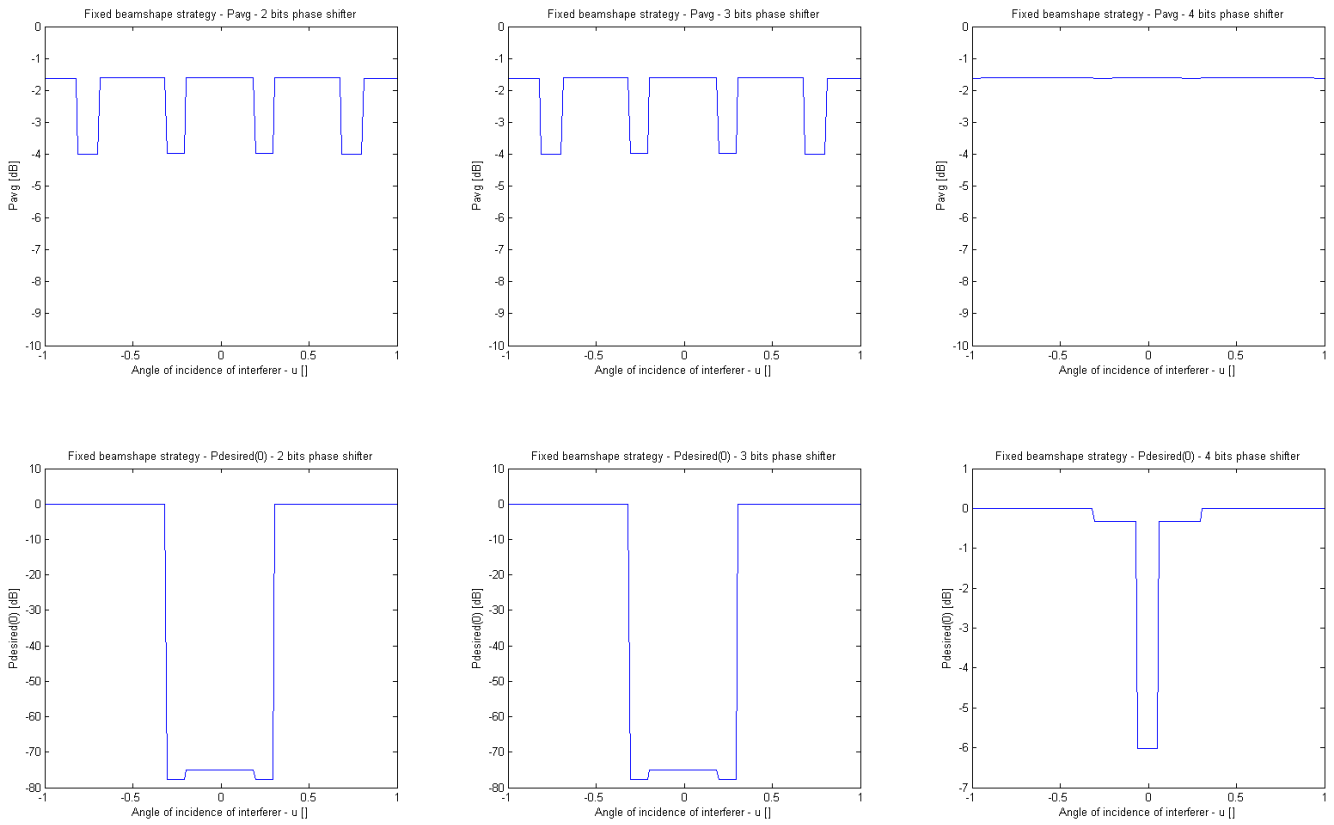 Fixed beamshape strategy - Pavg - 2 bits phase shifter
0
-1
-2
-3
-4
-5
-6
-7
-8
-9
-10
Pavg [dB]
-1 -0.5 0 0.5 1
Angle of incidence of interferer - u []
Fixed beamshape strategy - Pavg - 3 bits phase shifter
0
-1
-2
-3
-4
-5
-6
-7
-8
-9
-10
Pavg [dB]
-1 -0.5 0 0.5 1
Angle of incidence of interferer - u []
Fixed beamshape strategy - Pavg - 4 bits phase shifter
0
-1
-2
-3
-4
-5
-6
-7
-8
-9
-10
Pavg [dB]
-1 -0.5 0 0.5 1
Angle of incidence of interferer - u []
Fixed beamshape strategy - Pdesired(0) - 2 bits phase shifter
10
0
-10
-20
-30
-40
-50
-60
-70
-80
Pdesired(0) [dB]
-1 -0.5 0 0.5 1
Angle of incidence of interferer - u []
Fixed beamshape strategy - Pdesired(0) - 3 bits phase shifter
10
0
-10
-20
-30
-40
-50
-60
-70
-80
Pdesired(0) [dB]
-1 -0.5 0 0.5 1
Angle of incidence of interferer - u []
Fixed beamshape strategy - Pdesired(0) - 4 bits phase shifter
1
0
-1
-2
-3
-4
-5
-6
-7
Pdesired(0) [dB]
-1 -0.5 0 0.5 1
Angle of incidence of interferer - u []